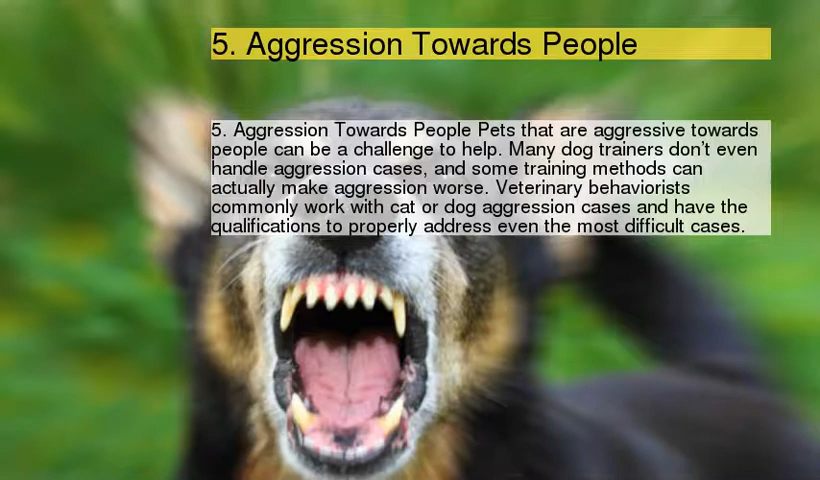 5. Aggression Towards People
5. Aggression Towards People Pets that are aggressive towards
people can be a challenge to help. Many dog trainers don’t even
handle aggression cases, and some training methods can
actually make aggression worse. Veterinary behaviorists
commonly work with cat or dog aggression cases and have the
qualifications to properly address even the most difficult cases.